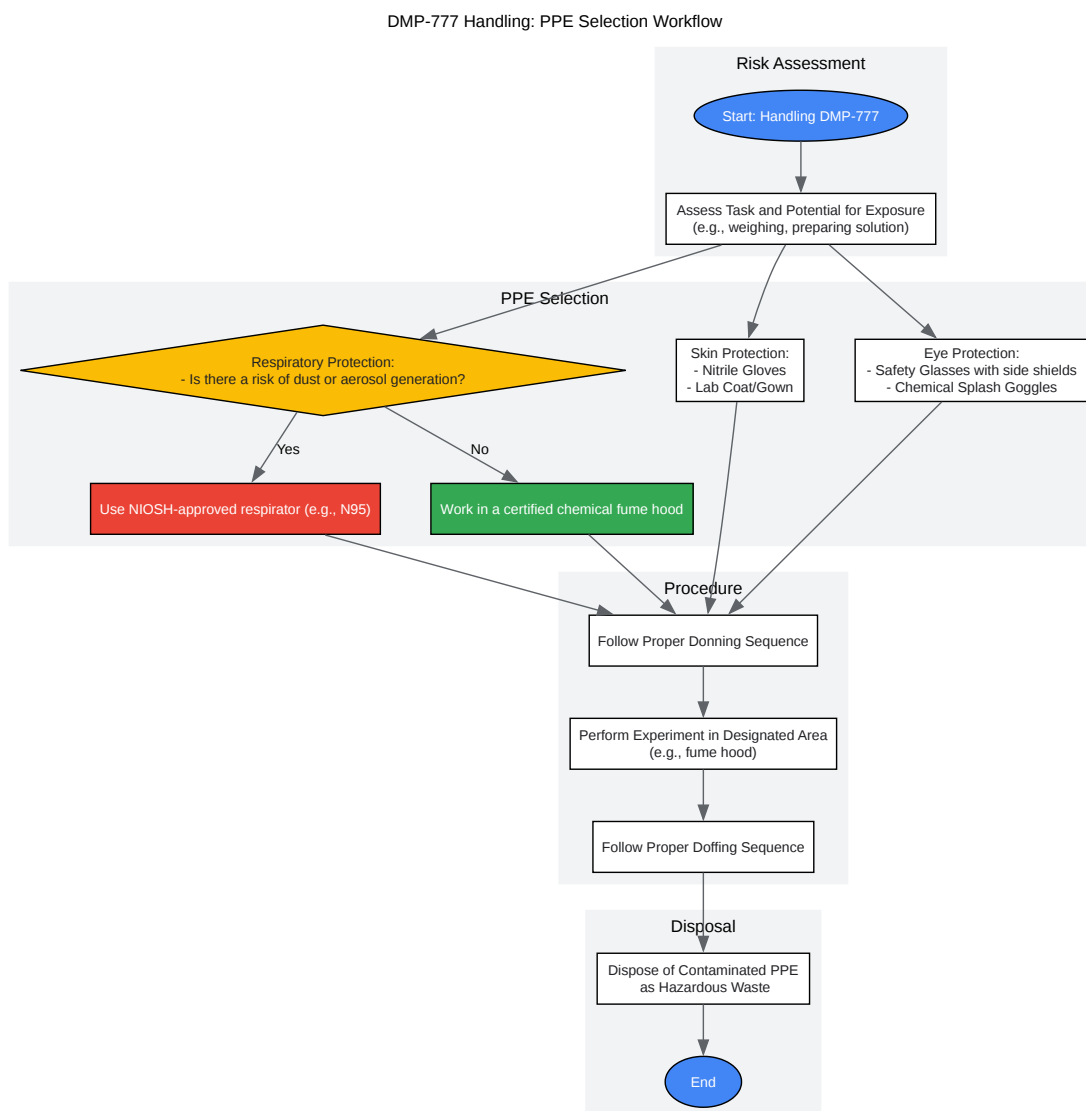 DMP-777 Handling: PPE Selection Workflow
Risk Assessment
Start: Handling DMP-777
Assess Task and Potential for Exposure
(e.g., weighing, preparing solution)
PPE Selection
Respiratory Protection:
- Is there a risk of dust or aerosol generation?
Skin Protection:
- Nitrile Gloves
- Lab Coat/Gown
Eye Protection:
- Safety Glasses with side shields
- Chemical Splash Goggles
Yes
No
Use NIOSH-approved respirator (e.g., N95)
Work in a certified chemical fume hood
Procedure
Follow Proper Donning Sequence
Perform Experiment in Designated Area
(e.g., fume hood)
Follow Proper Doffing Sequence
Disposal
Dispose of Contaminated PPE
as Hazardous Waste
End